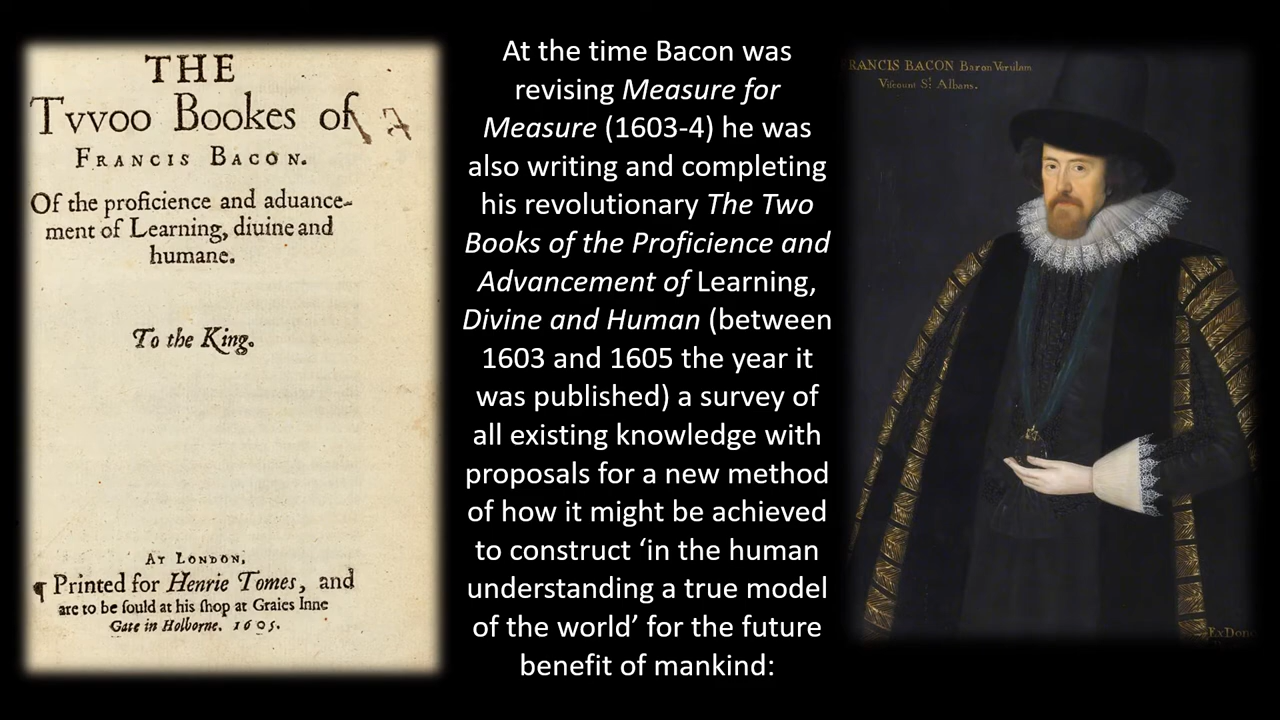 THE
Tvvoo Bookes of
FRANCIS BACON.
Of the proficience and aduance-
ment of Learning, diuine and
humane.
To the King.
AT LONDON,
¶ Printed for Henrie Tomes, and
are to be ſould at his ſhop at Graies Inne
Gate in Holborne. 1605.
At the time Bacon was
revising Measure for
Measure (1603-4) he was
also writing and completing
his revolutionary The Two
Books of the Proficience and
Advancement of Learning,
Divine and Human (between
1603 and 1605 the year it
was published) a survey of
all existing knowledge with
proposals for a new method
of how it might be achieved
to construct ‘in the human
understanding a true model
of the world’ for the future
benefit of mankind:
RANCIS BACON Baron Verulam
Viſcount St Albans.
Ex Dono